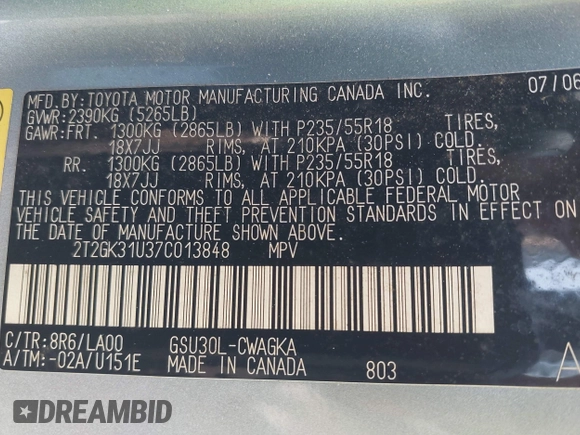 MFD.BY:TOYOTA MOTOR MANUFACTURING CANADA INC. 07/06
GVWR:2390KG (5265LB)
GAWR:FRT. 1300KG (2865LB) WITH P235/55R18 TIRES,
18X7JJ RIMS, AT 210KPA (30PSI) COLD.
RR. 1300KG (2865LB) WITH P235/55R18 TIRES,
18X7JJ RIMS, AT 210KPA (30PSI) COLD.
THIS VEHICLE CONFORMS TO ALL APPLICABLE FEDERAL MOTOR
VEHICLE SAFETY AND THEFT PREVENTION STANDARDS IN EFFECT ON
THE DATE OF MANUFACTURE SHOWN ABOVE.
2T2GK31U37C013848 MPV
C/TR:8R6/LA00 GSU30L-CWAGKA
A/TM:-02A/U151E MADE IN CANADA 803 A
DREAMBID